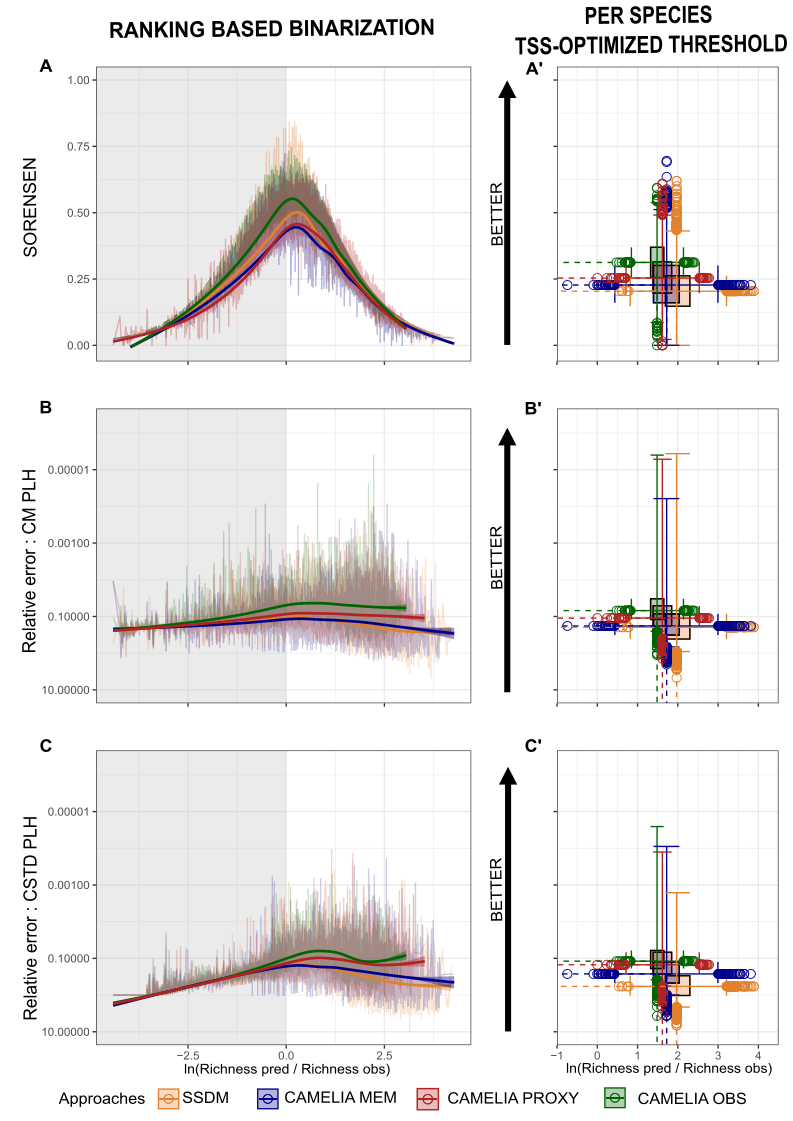 RANKING BASED BINARIZATION
PER SPECIES
TSS-OPTIMIZED THRESHOLD
A
A'
1.00
0.75
0.50
0.25
0.00
SORENSEN
BETTER
B
B'
0.00001
0.00100
0.10000
10.00000
Relative error : CM PLH
BETTER
C
C'
0.00001
0.00100
0.10000
10.00000
Relative error : CSTD PLH
BETTER
−2.5
0.0
2.5
ln(Richness pred / Richness obs)
−1
0
1
2
3
4
ln(Richness pred / Richness obs)
Approaches
SSDM
CAMELIA MEM
CAMELIA PROXY
CAMELIA OBS